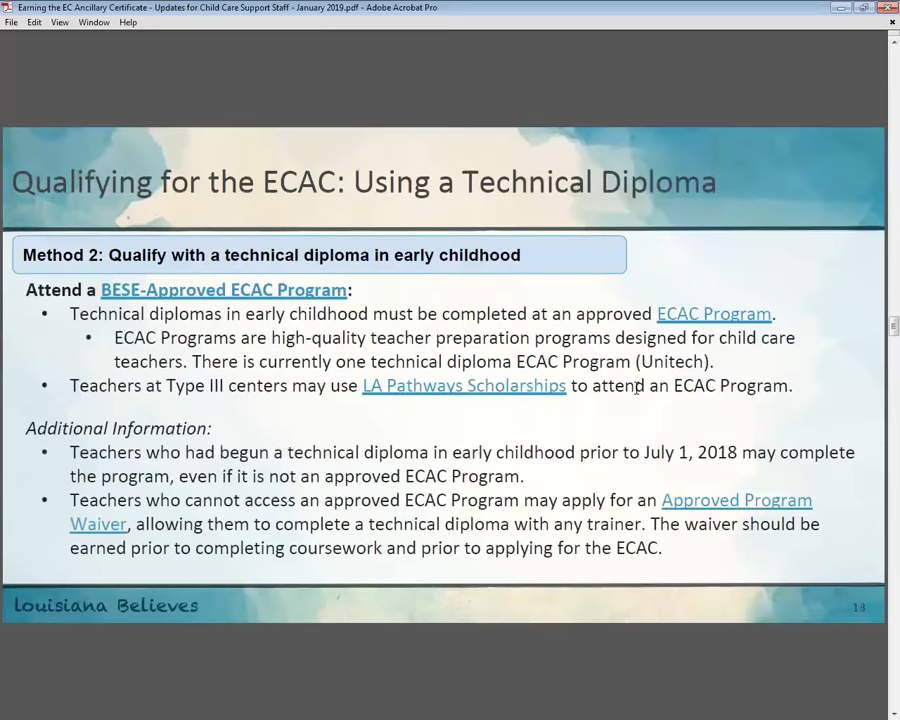 Earning the EC Ancillary Certificate - Updates for Child Care Support Staff - January 2019.pdf - Adobe Acrobat Pro
File Edit View Window Help
Qualifying for the ECAC: Using a Technical Diploma
Method 2: Qualify with a technical diploma in early childhood
Attend a BESE-Approved ECAC Program:
• Technical diplomas in early childhood must be completed at an approved ECAC Program.
• ECAC Programs are high-quality teacher preparation programs designed for child care
teachers. There is currently one technical diploma ECAC Program (Unitech).
• Teachers at Type III centers may use LA Pathways Scholarships to attend an ECAC Program.
Additional Information:
• Teachers who had begun a technical diploma in early childhood prior to July 1, 2018 may complete
the program, even if it is not an approved ECAC Program.
• Teachers who cannot access an approved ECAC Program may apply for an Approved Program
Waiver, allowing them to complete a technical diploma with any trainer. The waiver should be
earned prior to completing coursework and prior to applying for the ECAC.
Louisiana Believes